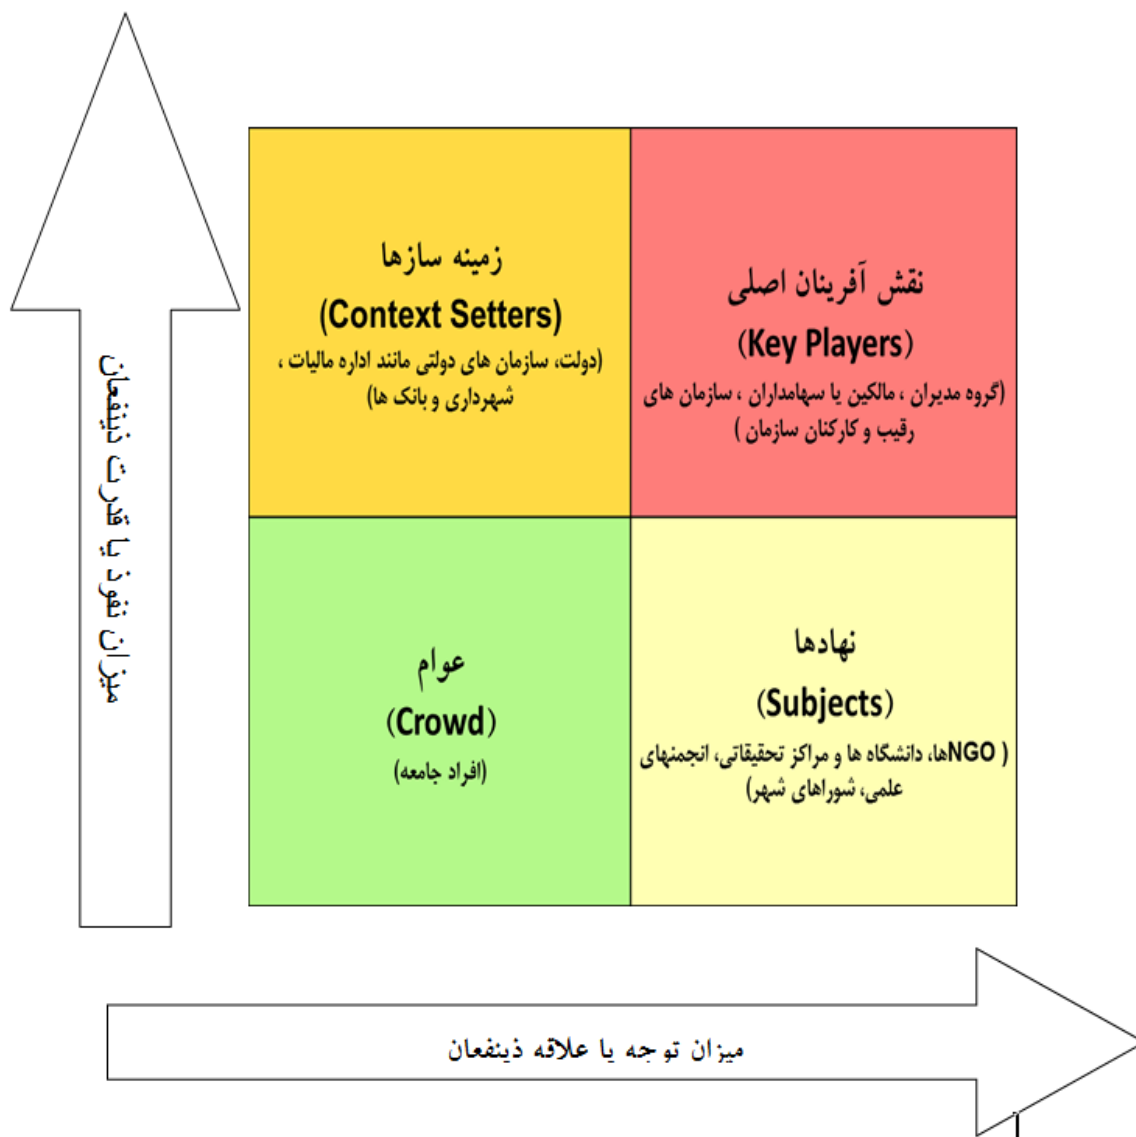 زمینه سازها
(Context Setters)
(دولت، سازمان های دولتی مانند اداره مالیات ،
شهرداری و بانک ها)
نقش آفرینان اصلی
(Key Players)
(گروه مدیران ، مالکین یا سهامداران ، سازمان های
رقیب و کارکنان سازمان )
عوام
(Crowd)
(افراد جامعه)
نهادها
(Subjects)
( NGOها، دانشگاه ها و مراکز تحقیقاتی، انجمنهای
علمی، شوراهای شهر)
میزان نفوذ یا قدرت ذینفعان
میزان توجه یا علاقه ذینفعان